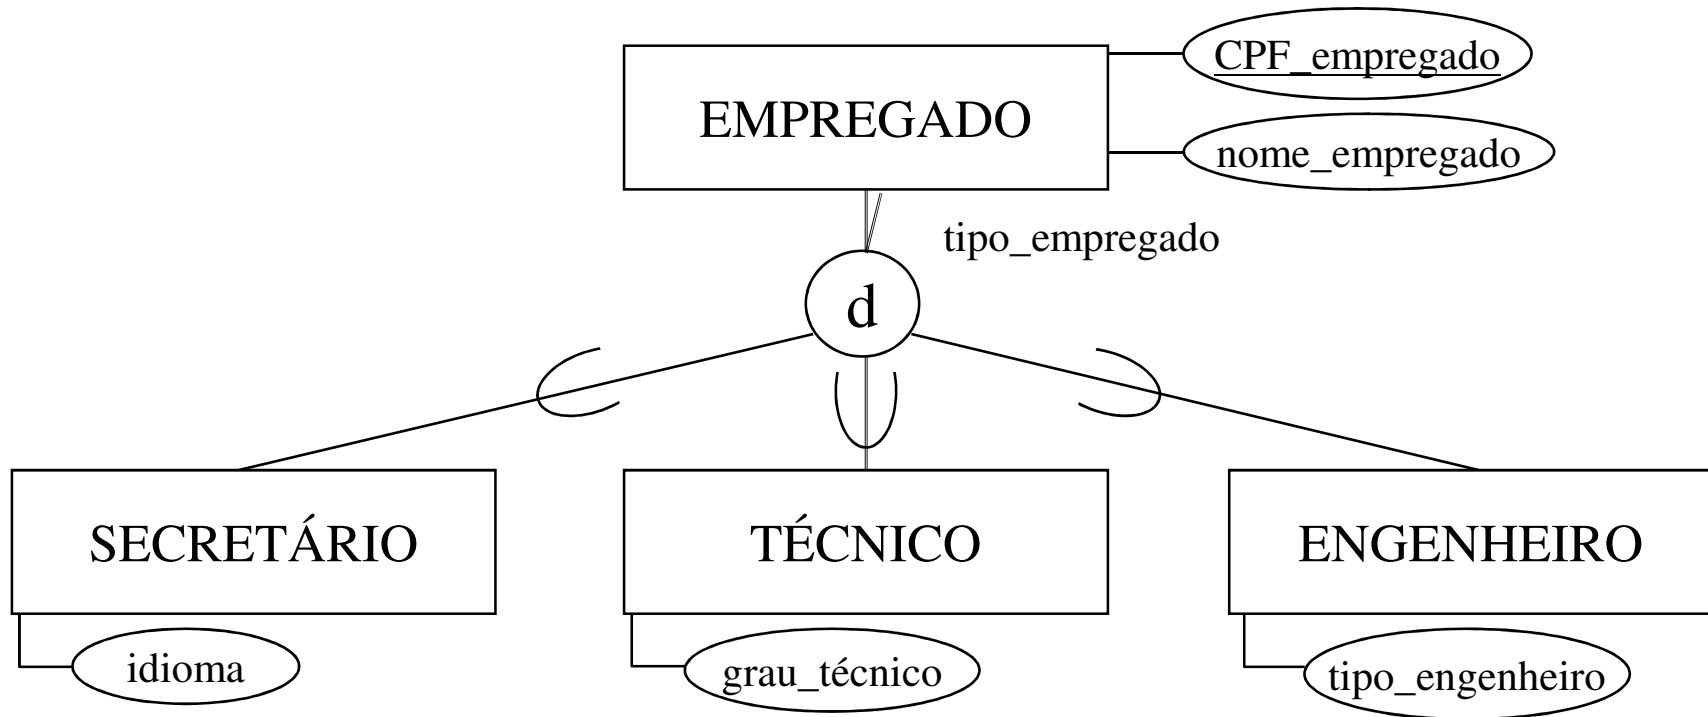 CPF_empregado
EMPREGADO
nome_empregado
tipo_empregado
d
SECRETÁRIO
TÉCNICO
ENGENHEIRO
idioma
grau_técnico
tipo_engenheiro